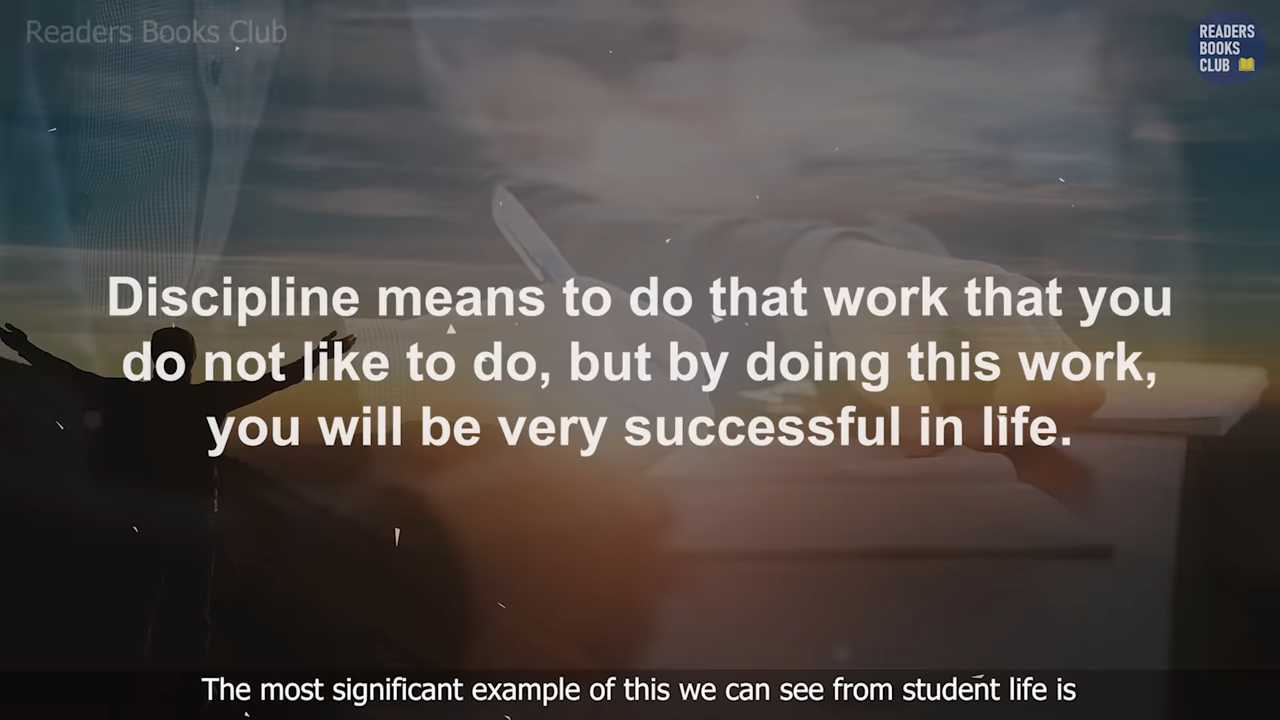 Readers Books Club
READERS
BOOKS
CLUB
Discipline means to do that work that you
do not like to do, but by doing this work,
you will be very successful in life.
The most significant example of this we can see from student life is